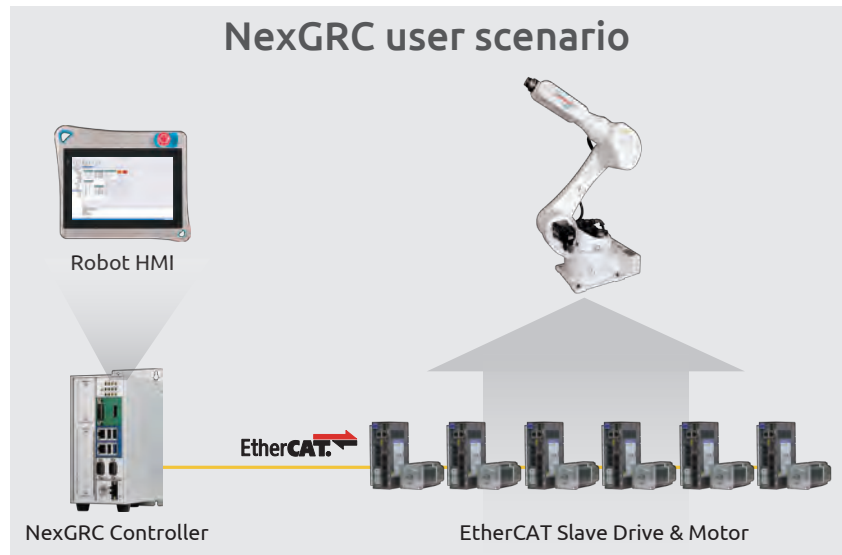 NexGRC user scenario
Robot HMI
EtherCAT.
NexGRC Controller
EtherCAT Slave Drive & Motor